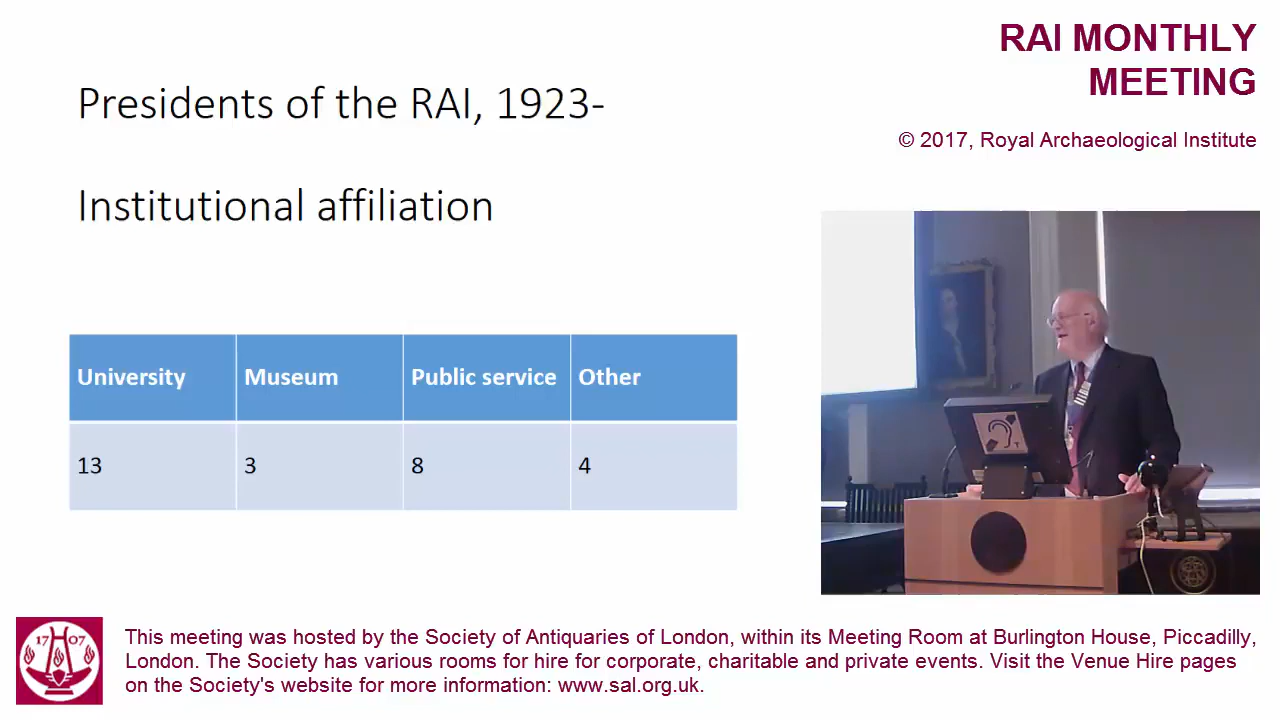 RAI MONTHLY
MEETING
© 2017, Royal Archaeological Institute
Presidents of the RAI, 1923-
Institutional affiliation
University Museum Public service Other
13 3 8 4
T
17 07
This meeting was hosted by the Society of Antiquaries of London, within its Meeting Room at Burlington House, Piccadilly,
London. The Society has various rooms for hire for corporate, charitable and private events. Visit the Venue Hire pages
on the Society's website for more information: www.sal.org.uk.